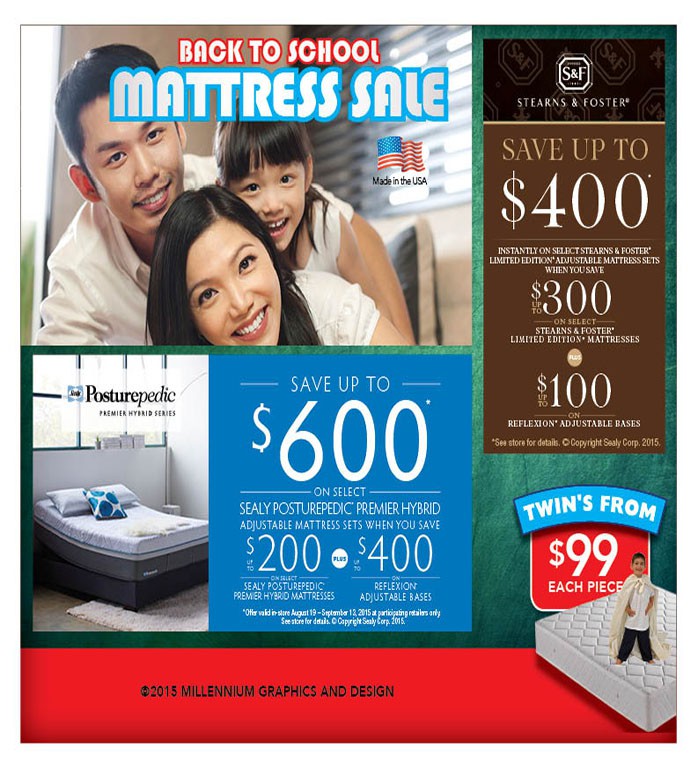 BACK TO SCHOOL
MATTRESS SALE
Made in the USA
S&F
STEARNS & FOSTER®
SAVE UP TO
$400*
INSTANTLY ON SELECT STEARNS & FOSTER®
LIMITED EDITION* ADJUSTABLE MATTRESS SETS
WHEN YOU SAVE
UP TO $300
ON SELECT
STEARNS & FOSTER®
LIMITED EDITION* MATTRESSES
PLUS
UP TO $100
ON
REFLEXION® ADJUSTABLE BASES
*See store for details. © Copyright Sealy Corp. 2015.
Sealy Posturepedic
PREMIER HYBRID SERIES
SAVE UP TO
$600*
ON SELECT
SEALY POSTUREPEDIC® PREMIER HYBRID
ADJUSTABLE MATTRESS SETS WHEN YOU SAVE
UP TO $200 PLUS UP TO $400
ON SELECT
SEALY POSTUREPEDIC®
PREMIER HYBRID MATTRESSES
ON
REFLEXION®
ADJUSTABLE BASES
*Offer valid in-store August 19 – September 13, 2015 at participating retailers only.
See store for details. © Copyright Sealy Corp. 2015.
TWIN'S FROM
$99
EACH PIECE
©2015 MILLENNIUM GRAPHICS AND DESIGN